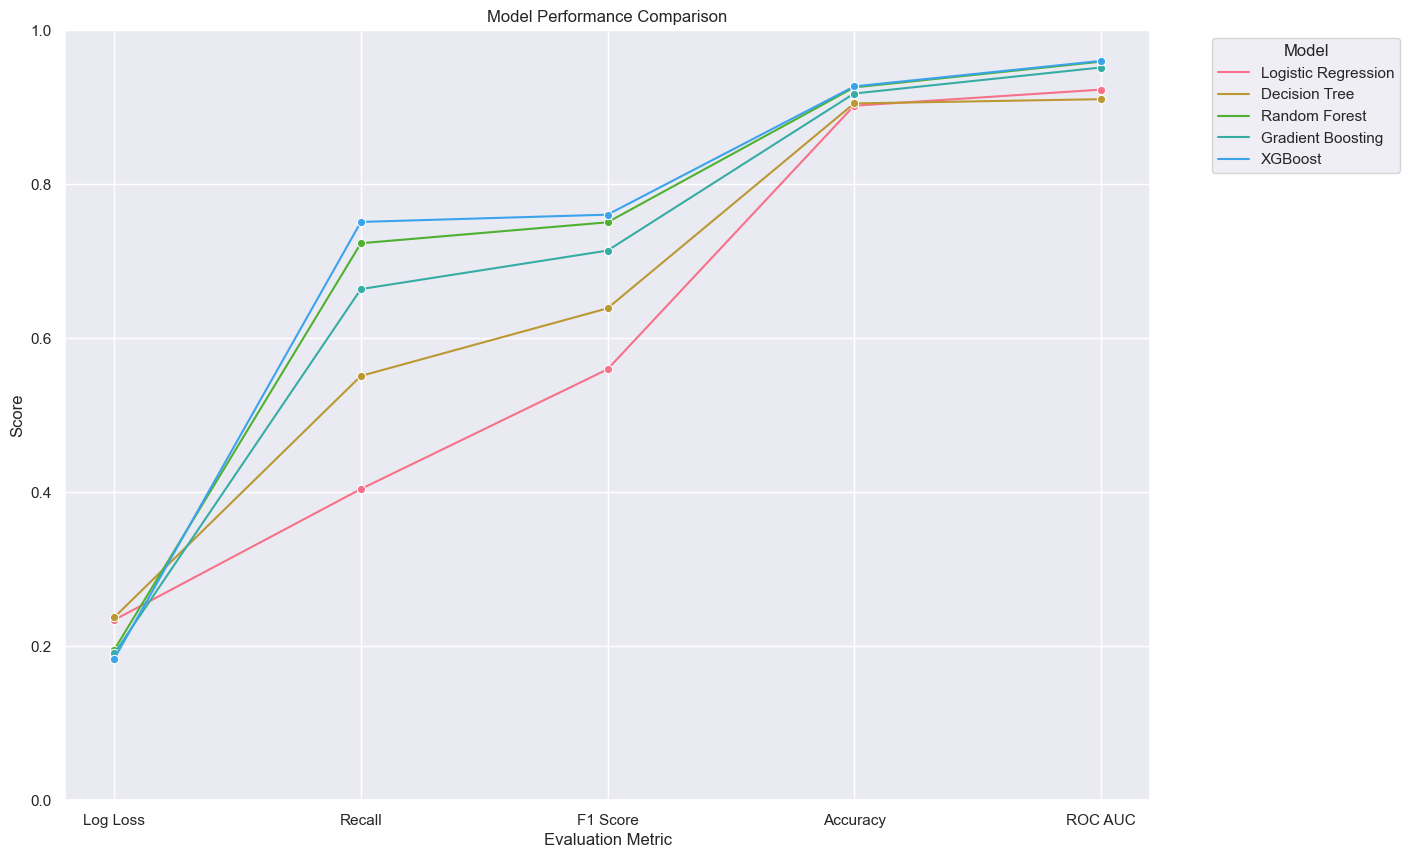 Model Performance Comparison
Model
Logistic Regression
Decision Tree
Random Forest
Gradient Boosting
XGBoost
1.0
0.8
0.6
0.4
0.2
0.0
Score
Log Loss
Recall
F1 Score
Accuracy
ROC AUC
Evaluation Metric